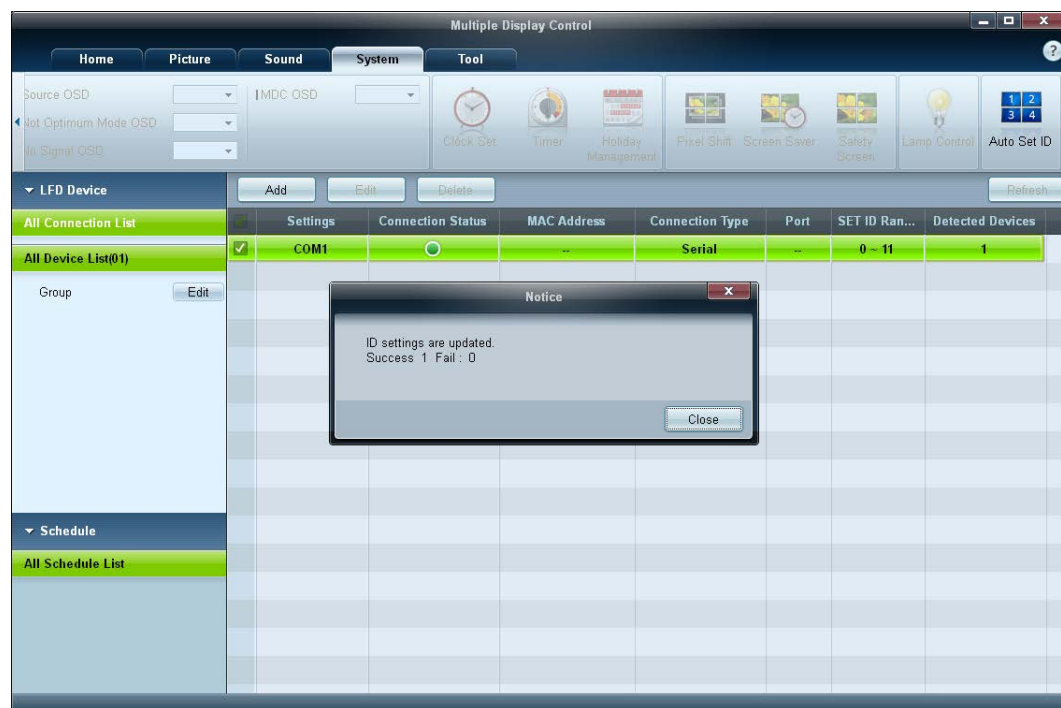 Multiple Display Control
Home Picture Sound System Tool
?
Source OSD
MDC OSD
Not Optimum Mode OSD
No Signal OSD
Clock Set
Timer
Holiday
Management
Pixel Shift
Screen Saver
Safety
Screen
Lamp Control
1 2
3 4
Auto Set ID
LFD Device
Add Edit Delete Refresh
All Connection List
Settings Connection Status MAC Address Connection Type Port SET ID Ran... Detected Devices
COM1 -- Serial -- 0 ~ 11 1
All Device List(01)
Group Edit
Notice
x
ID settings are updated.
Success 1 Fail : 0
Close
Schedule
All Schedule List